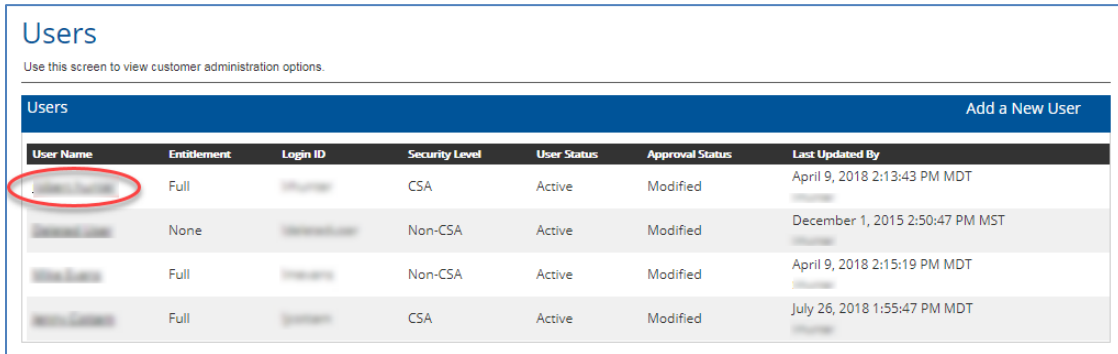 Users
Use this screen to view customer administration options.
Users Add a New User
User Name Entitlement Login ID Security Level User Status Approval Status Last Updated By
Full CSA Active Modified April 9, 2018 2:13:43 PM MDT
None Non-CSA Active Modified December 1, 2015 2:50:47 PM MST
Full Non-CSA Active Modified April 9, 2018 2:15:19 PM MDT
Full CSA Active Modified July 26, 2018 1:55:47 PM MDT